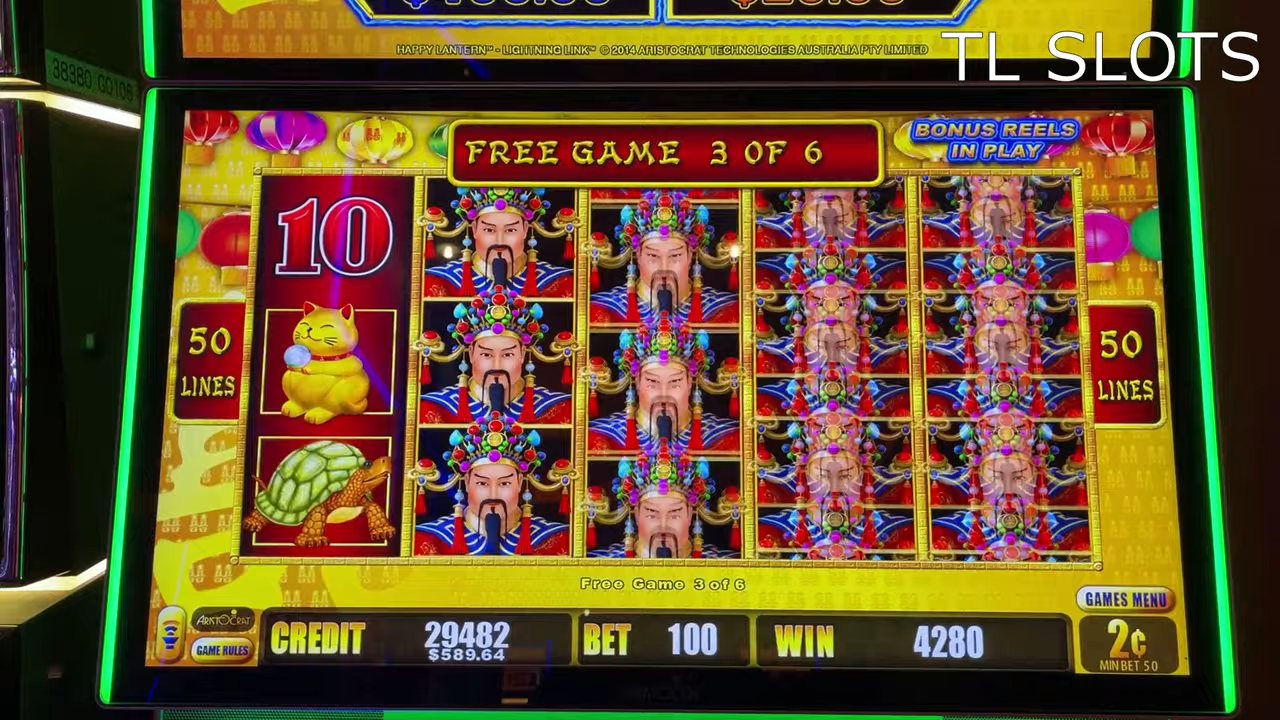 TL SLOTS
HAPPY LANTERN™ - LIGHTNING LINK™ © 2014 ARISTOCRAT TECHNOLOGIES AUSTRALIA PTY LIMITED
38380 GO106
FREE GAME 3 OF 6
BONUS REELS
IN PLAY
10
50
LINES
50
LINES
Free Game 3 of 6
GAMES MENU
ARISTOCRAT
GAME RULES
CREDIT 29482
$589.64
BET 100
WIN 4280
2¢
MIN BET 50